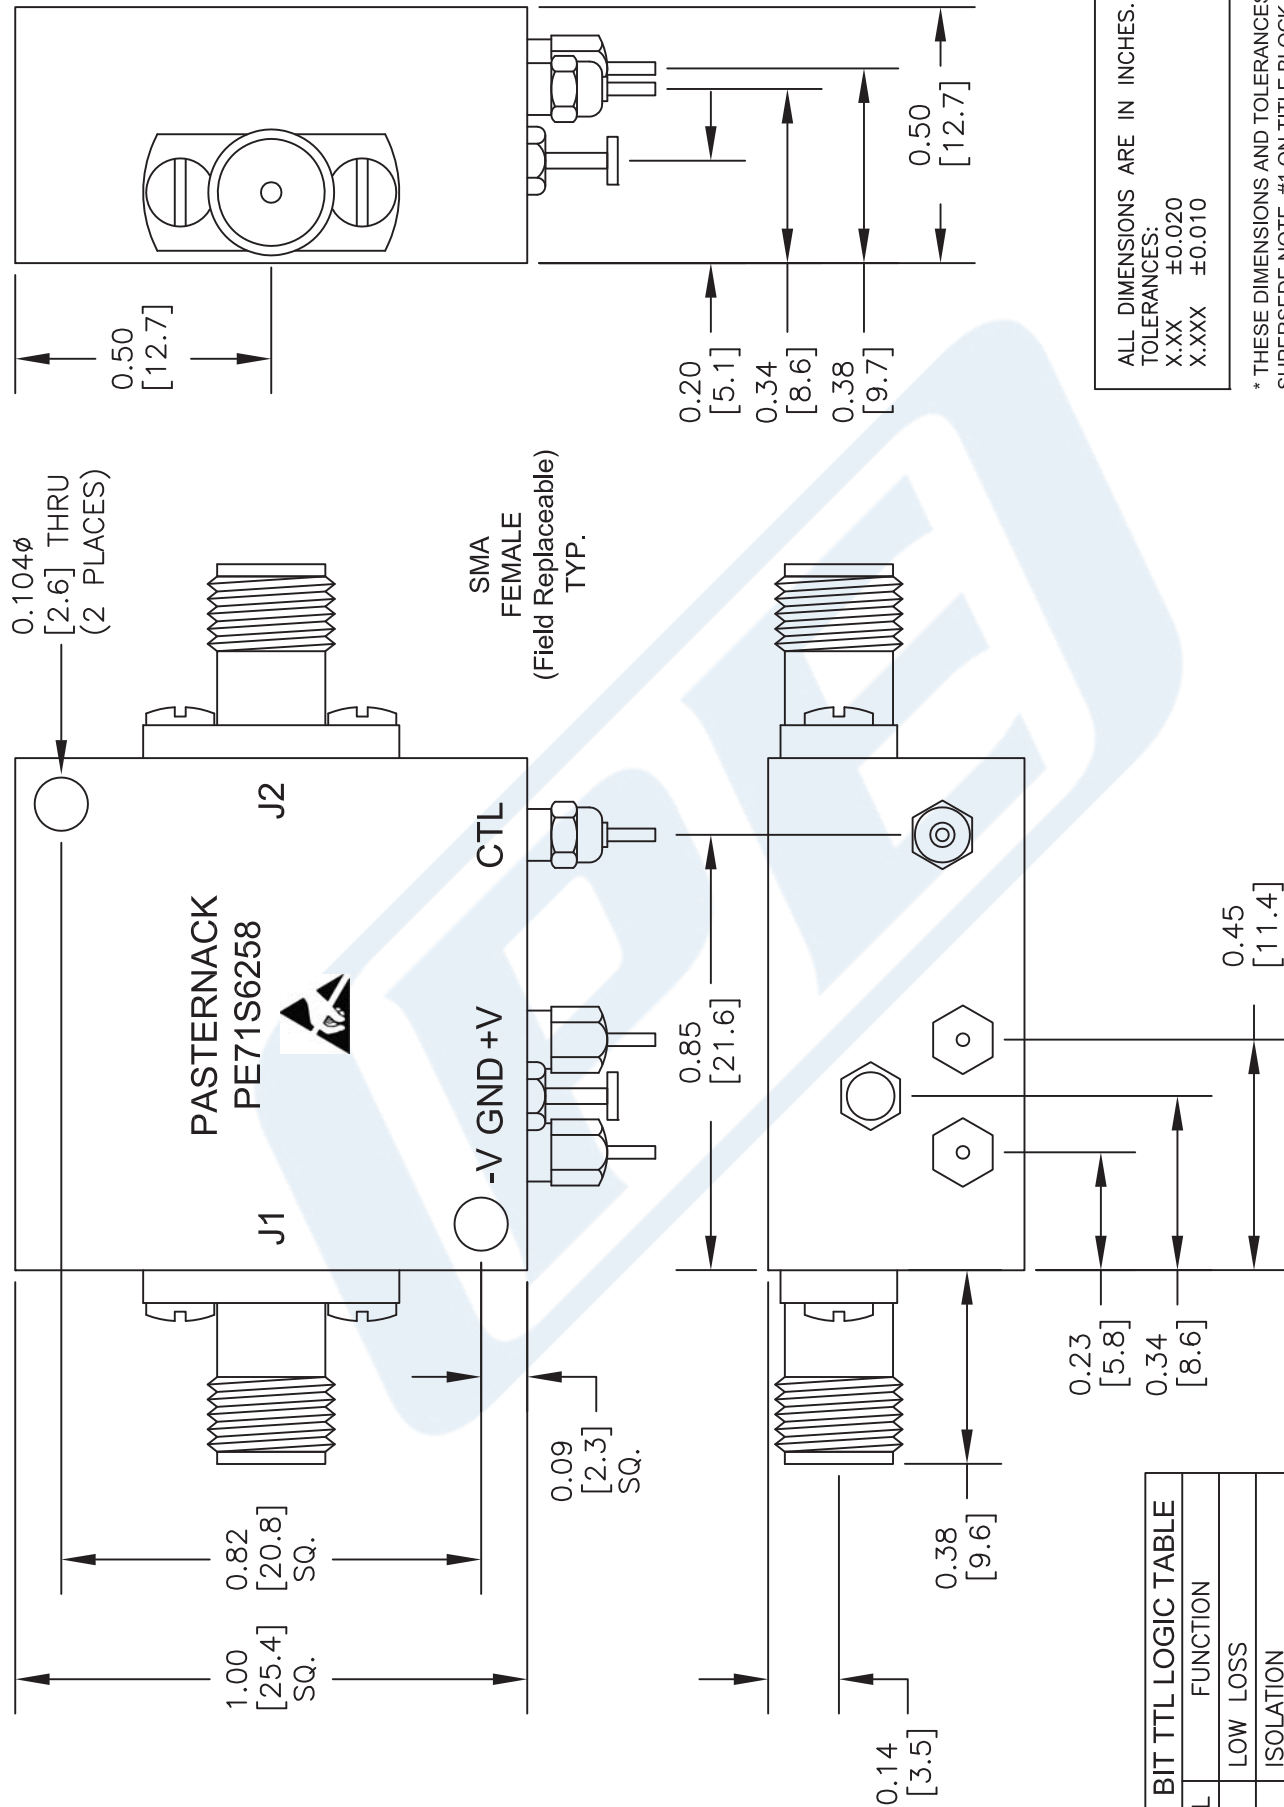 0.104ø
[2.6] THRU
(2 PLACES)
0.50
[12.7]
SMA
FEMALE
(Field Replaceable)
TYP.
PASTERNACK
PE71S6258
J1
J2
-V GND +V
CTL
1.00
[25.4]
SQ.
0.82
[20.8]
SQ.
0.09
[2.3]
SQ.
0.20
[5.1]
0.34
[8.6]
0.38
[9.7]
0.50
[12.7]
0.85
[21.6]
0.14
[3.5]
0.38
[9.6]
0.23
[5.8]
0.34
[8.6]
0.45
[11.4]
ALL DIMENSIONS ARE IN INCHES.
TOLERANCES:
X.XX ±0.020
X.XXX ±0.010
* THESE DIMENSIONS AND TOLERANCES
BIT TTL LOGIC TABLE
FUNCTION
LOW LOSS
ISOLATION
PEI